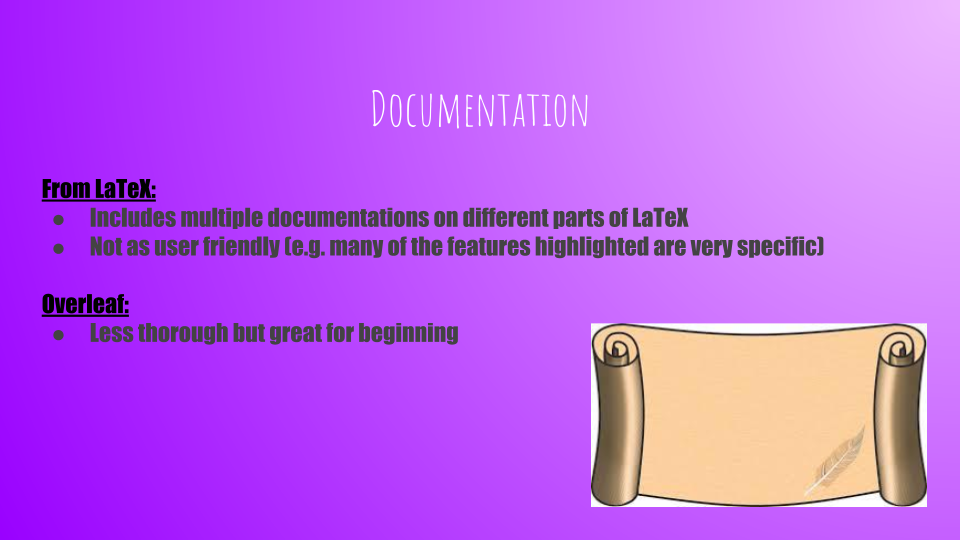 Documentation
From LaTeX:
● Includes multiple documentations on different parts of LaTeX
● Not as user friendly (e.g. many of the features highlighted are very specific)
Overleaf:
● Less thorough but great for beginning